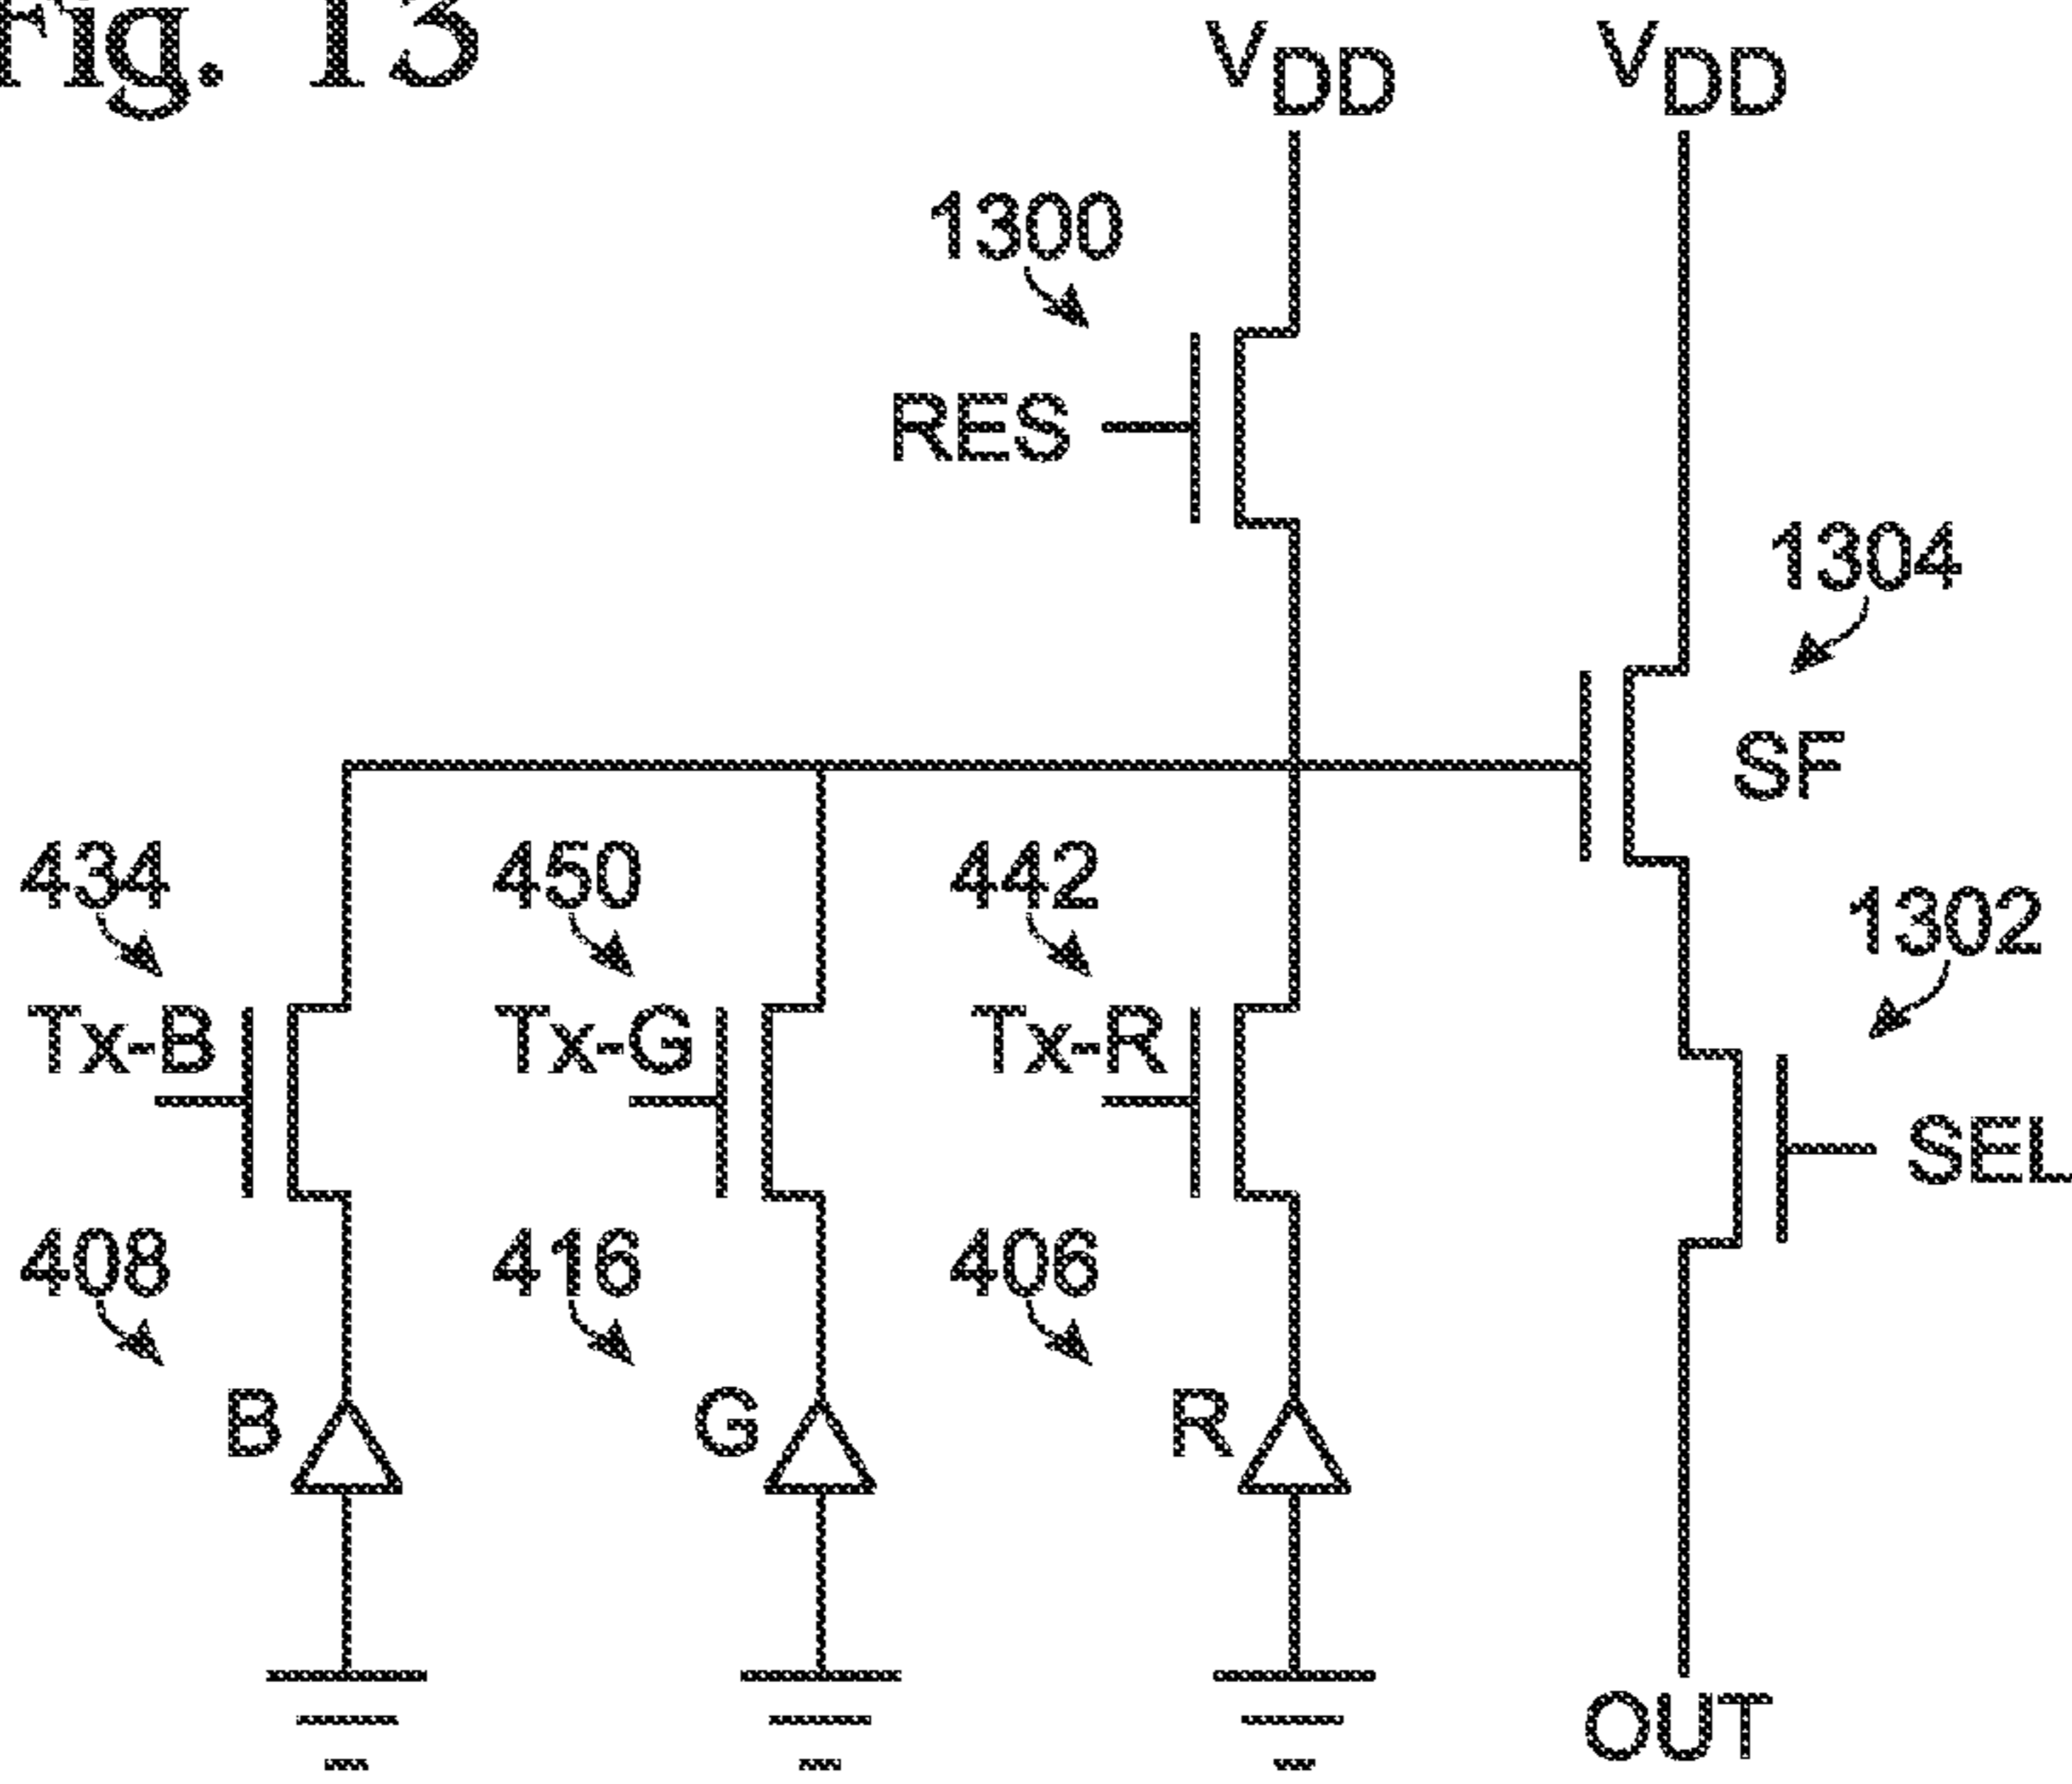 Fig. 13
VDD VDD
1300
RES
1304
SF
434 450 442
1302
Tx-B Tx-G Tx-R
SEL
408 416 406
B G R
OUT